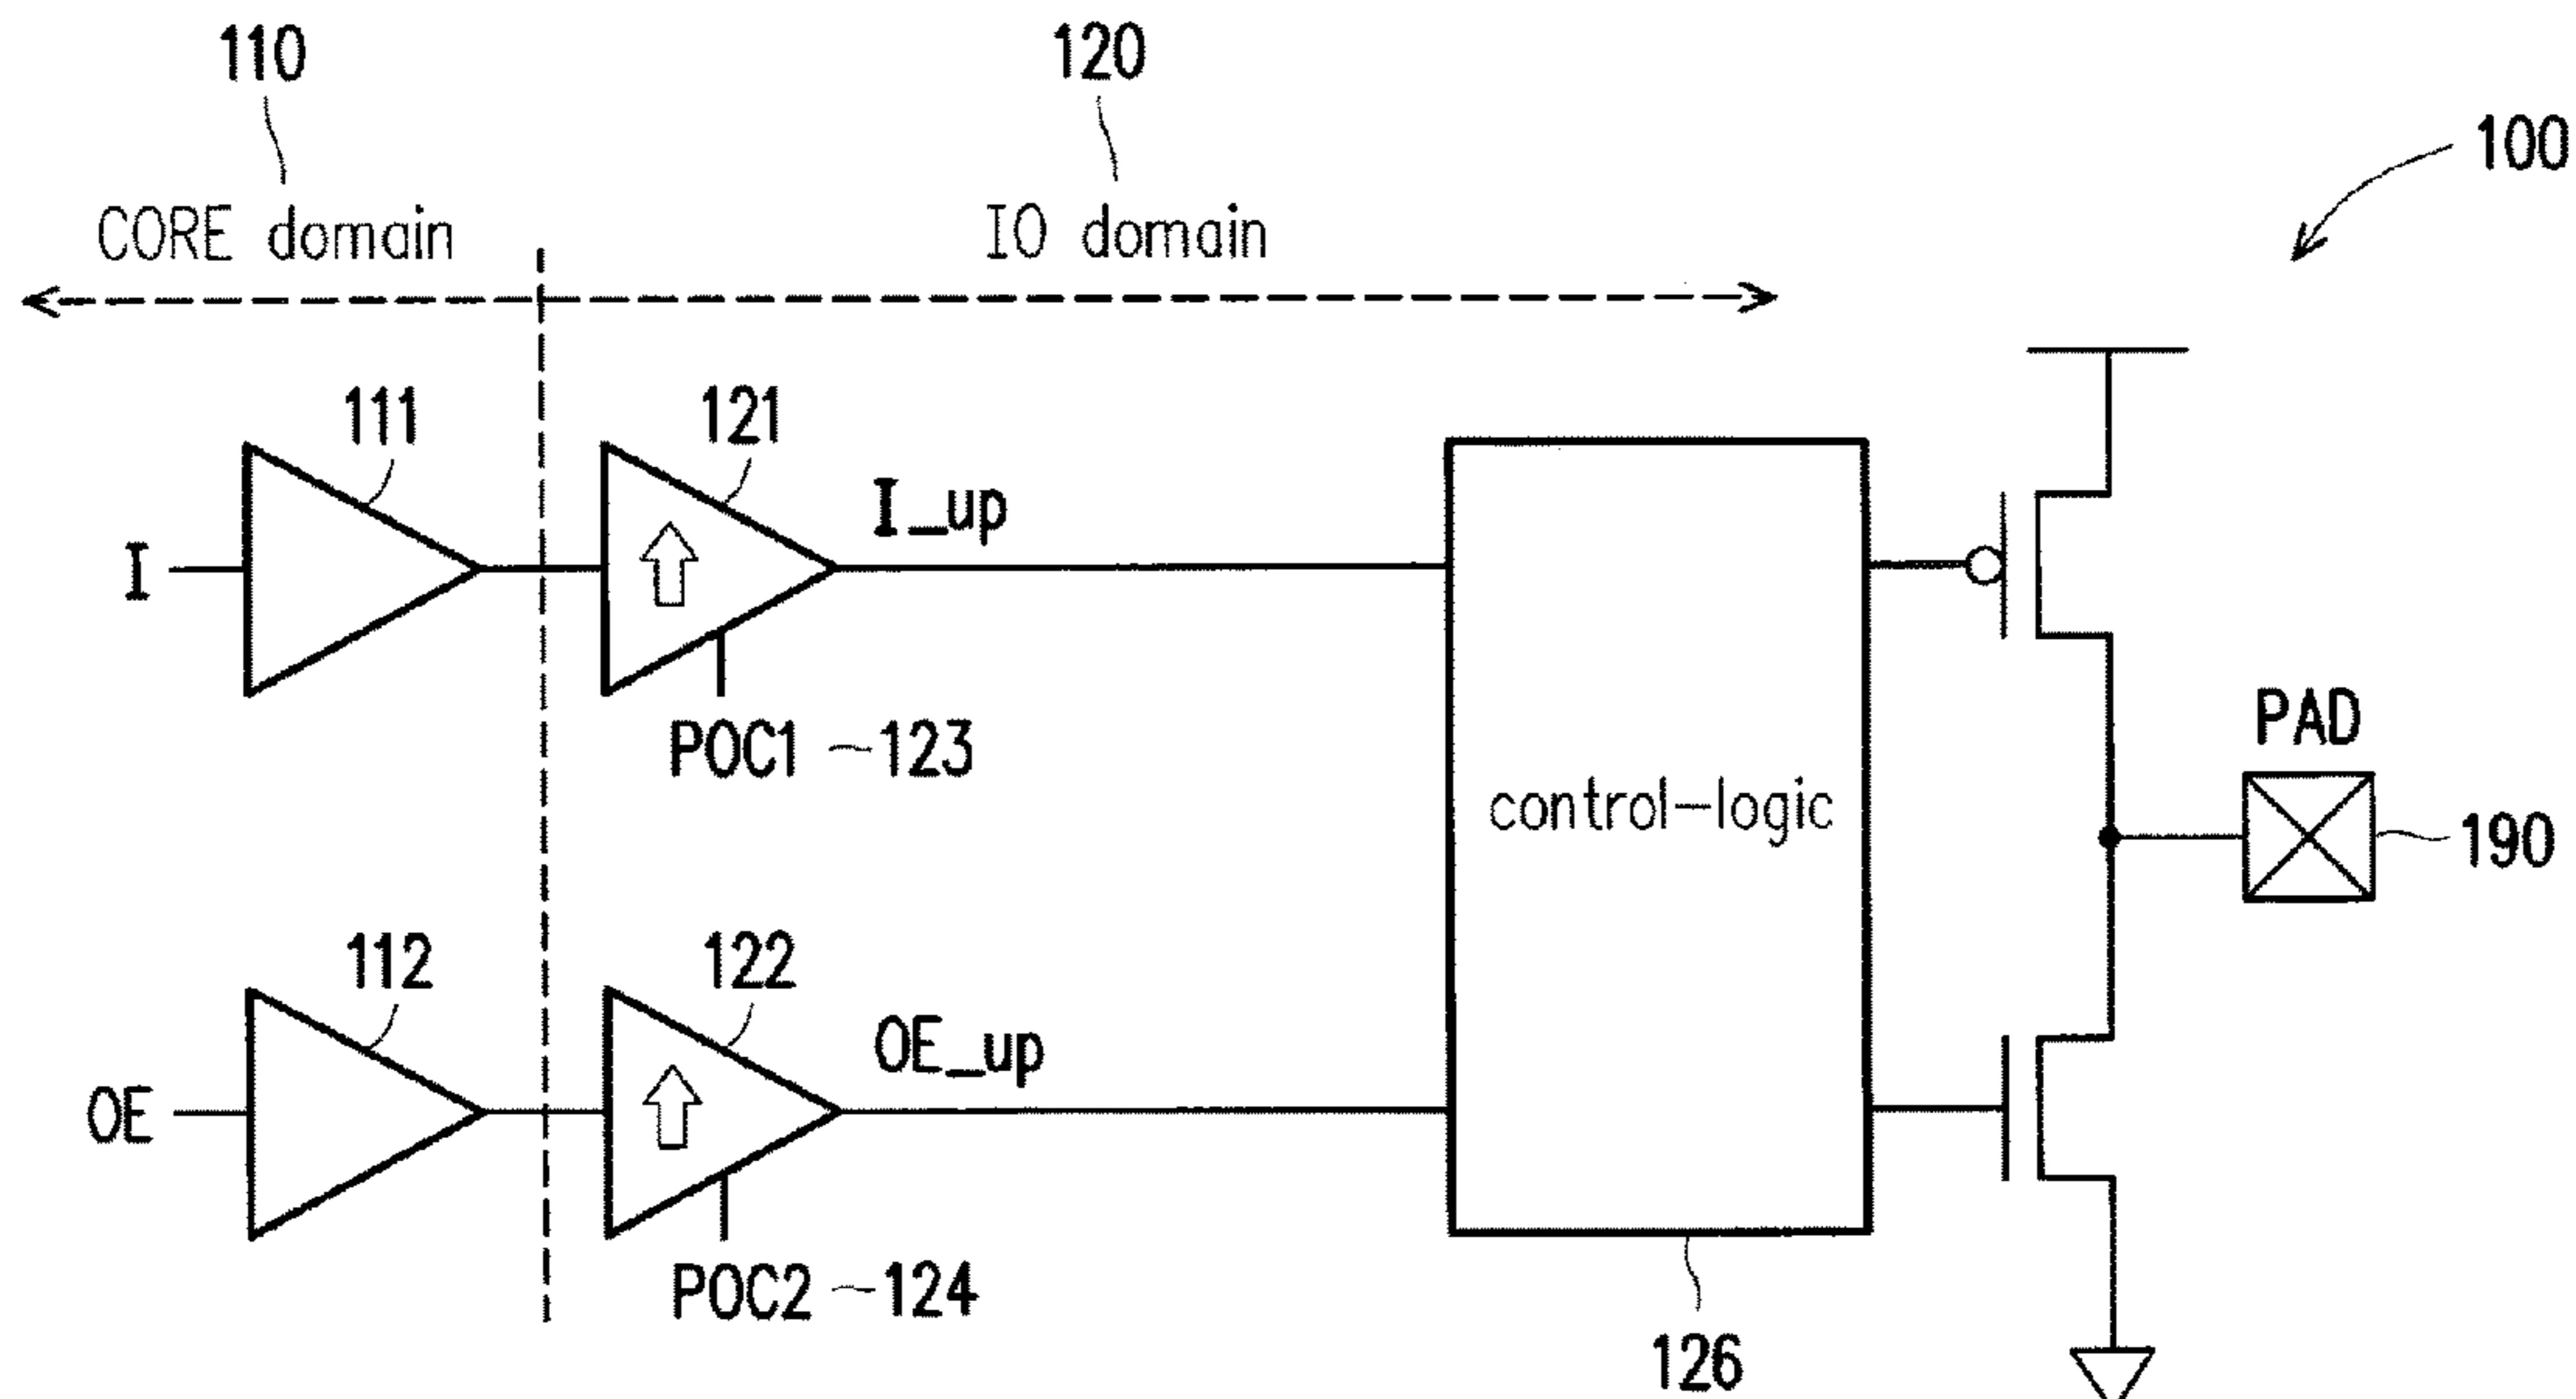 110
120
100
CORE domain
IO domain
111
121
I_up
I
POC1
123
PAD
control-logic
190
112
122
OE_up
OE
POC2
124
126